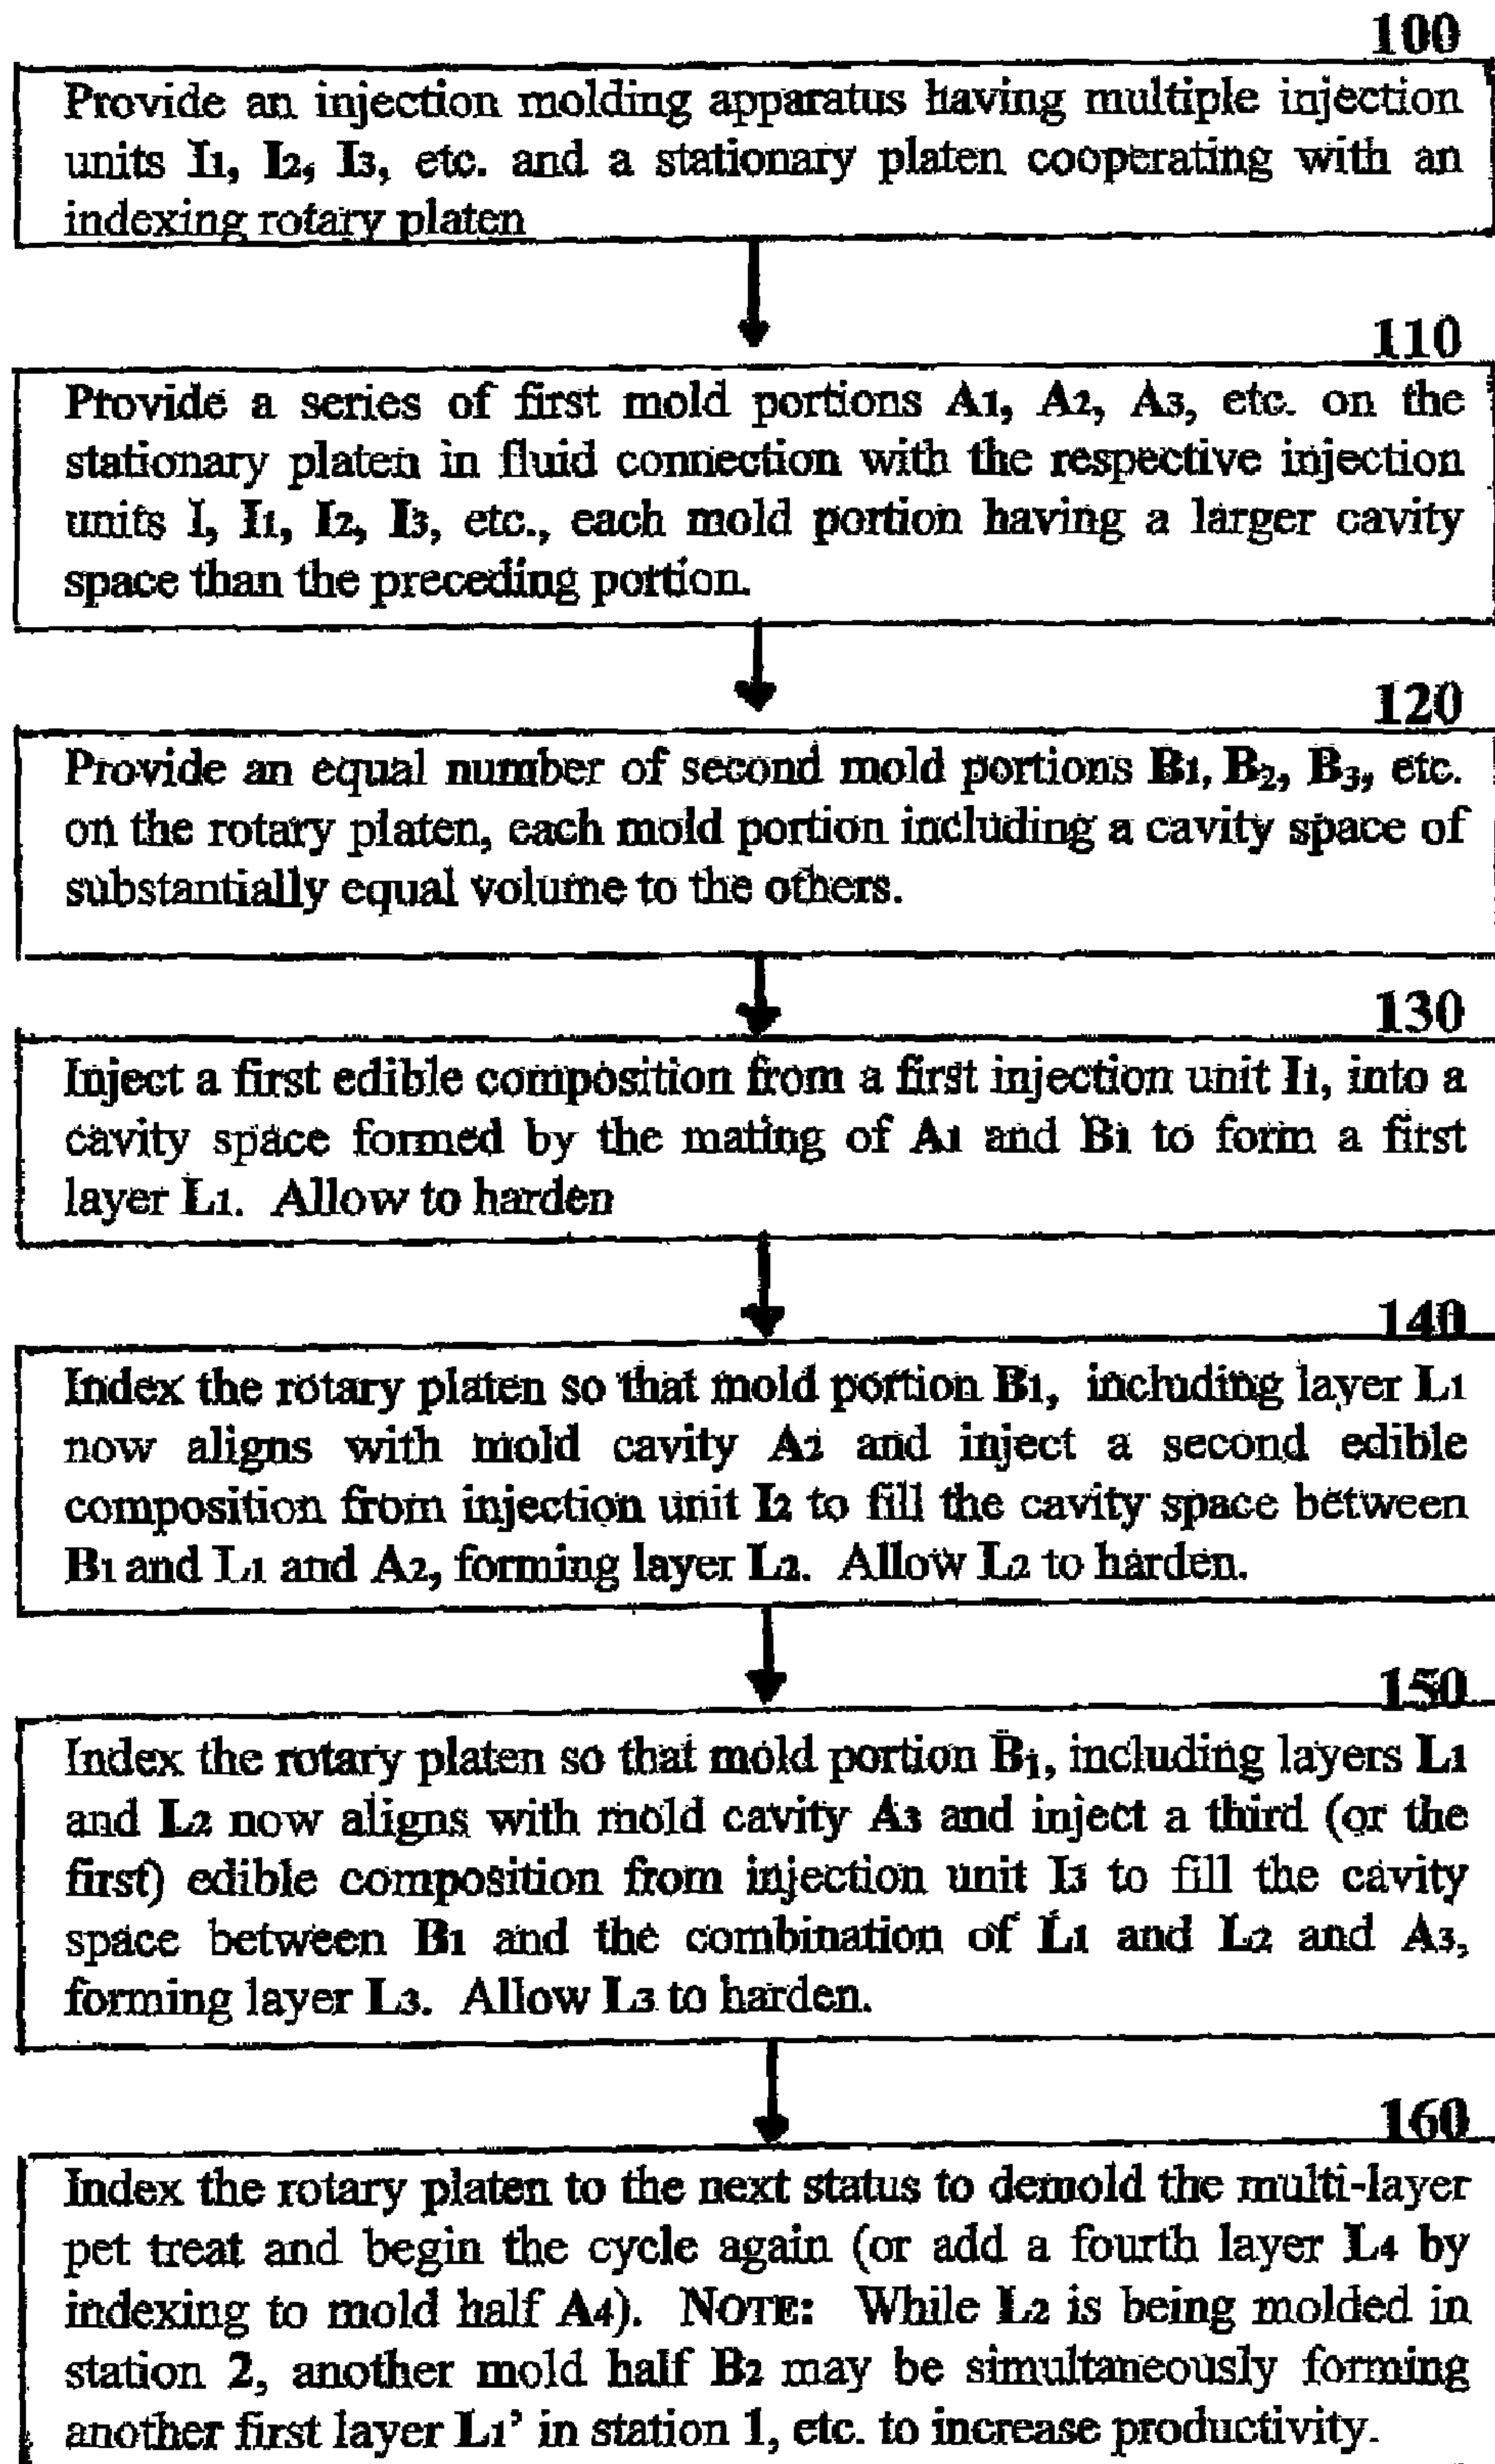 100
Provide an injection molding apparatus having multiple injection
units I1, I2, I3, etc. and a stationary platen cooperating with an
indexing rotary platen
110
Provide a series of first mold portions A1, A2, A3, etc. on the
stationary platen in fluid connection with the respective injection
units I, I1, I2, I3, etc., each mold portion having a larger cavity
space than the preceding portion.
120
Provide an equal number of second mold portions B1, B2, B3, etc.
on the rotary platen, each mold portion including a cavity space of
substantially equal volume to the others.
130
Inject a first edible composition from a first injection unit I1, into a
cavity space formed by the mating of A1 and B1 to form a first
layer L1. Allow to harden
140
Index the rotary platen so that mold portion B1, including layer L1
now aligns with mold cavity A2 and inject a second edible
composition from injection unit I2 to fill the cavity space between
B1 and L1 and A2, forming layer L2. Allow L2 to harden.
150
Index the rotary platen so that mold portion B1, including layers L1
and L2 now aligns with mold cavity A3 and inject a third (or the
first) edible composition from injection unit I3 to fill the cavity
space between B1 and the combination of L1 and L2 and A3,
forming layer L3. Allow L3 to harden.
160
Index the rotary platen to the next status to demold the multi-layer
pet treat and begin the cycle again (or add a fourth layer L4 by
indexing to mold half A4). NOTE: While L2 is being molded in
station 2, another mold half B2 may be simultaneously forming
another first layer L1' in station 1, etc. to increase productivity.